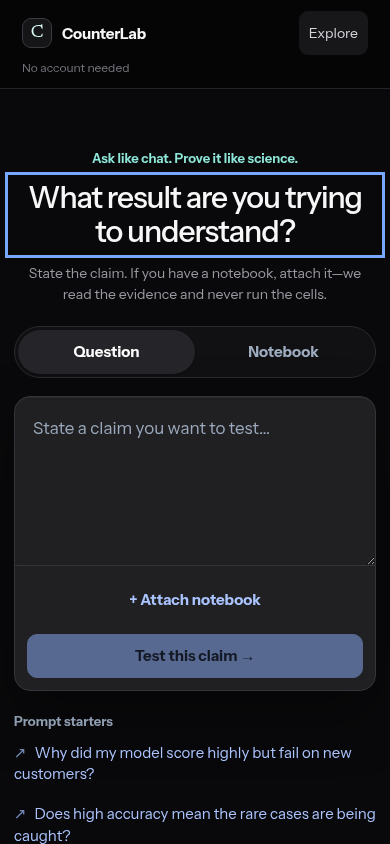 C CounterLab
Explore
No account needed
Ask like chat. Prove it like science.
What result are you trying
to understand?
State the claim. If you have a notebook, attach it—we
read the evidence and never run the cells.
Question
Notebook
State a claim you want to test...
+ Attach notebook
Test this claim →
Prompt starters
↗ Why did my model score highly but fail on new
customers?
↗ Does high accuracy mean the rare cases are being
caught?